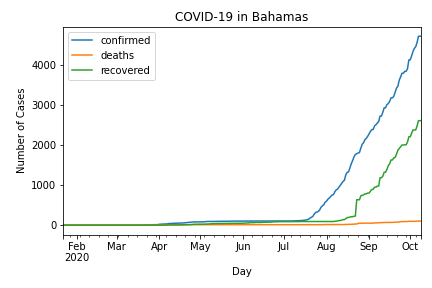 COVID-19 in Bahamas
confirmed
deaths
recovered
Number of Cases
4000
3000
2000
1000
0
Feb Mar Apr May Jun Jul Aug Sep Oct
2020
Day